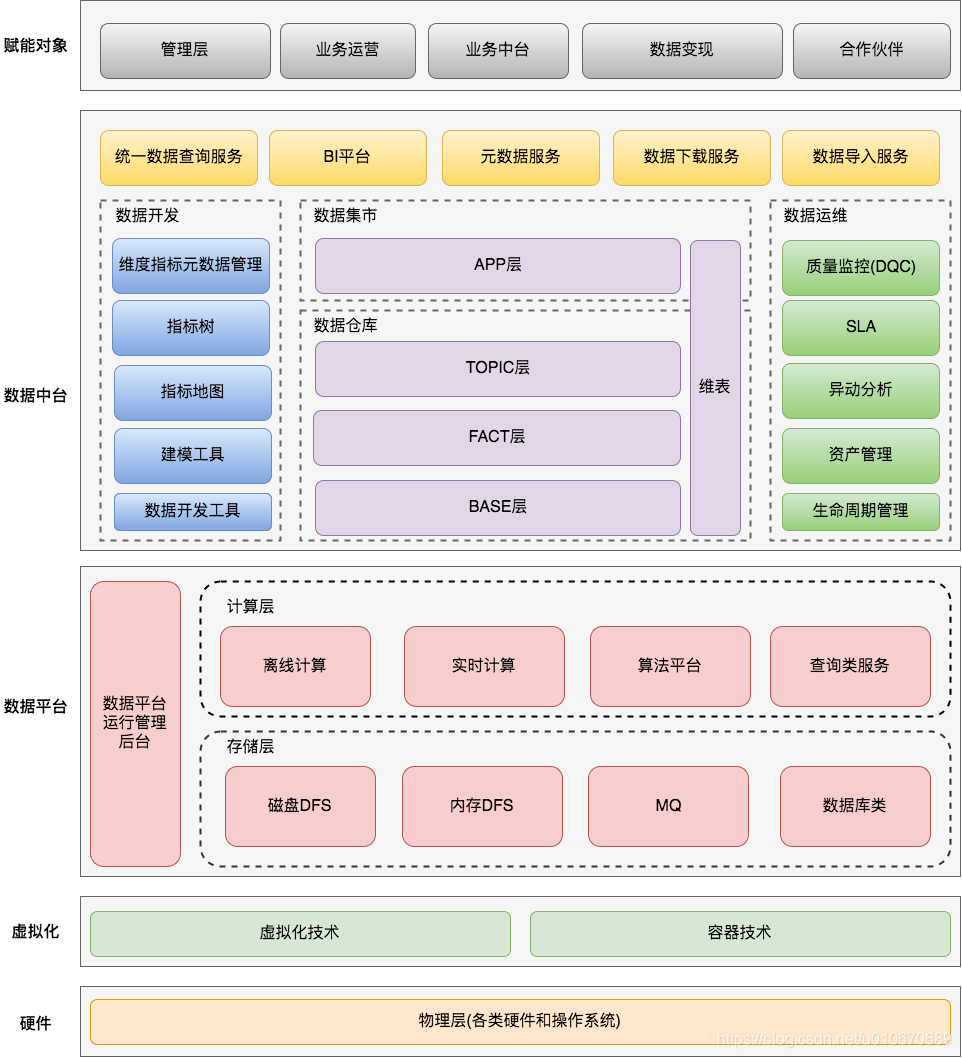 赋能对象
管理层
业务运营
业务中台
数据变现
合作伙伴
数据中台
统一数据查询服务
BI平台
元数据服务
数据下载服务
数据导入服务
数据开发
维度指标元数据管理
指标树
指标地图
建模工具
数据开发工具
数据集市
APP层
数据仓库
TOPIC层
FACT层
BASE层
维表
数据运维
质量监控(DQC)
SLA
异动分析
资产管理
生命周期管理
数据平台
数据平台
运行管理
后台
计算层
离线计算
实时计算
算法平台
查询类服务
存储层
磁盘DFS
内存DFS
MQ
数据库类
虚拟化
虚拟化技术
容器技术
硬件
物理层(各类硬件和操作系统)
https://blog.csdn.net/u010670689